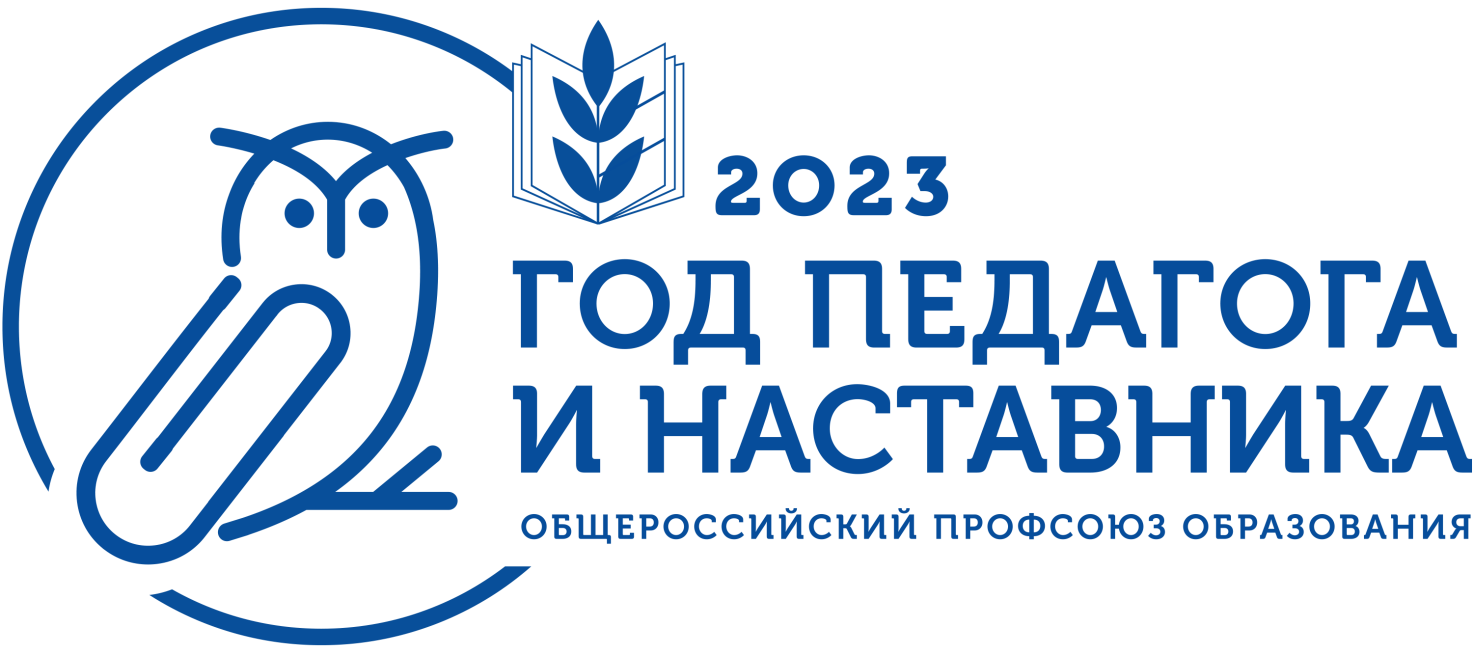 2023
ГОД ПЕДАГОГА
И НАСТАВНИКА
ОБЩЕРОССИЙСКИЙ ПРОФСОЮЗ ОБРАЗОВАНИЯ